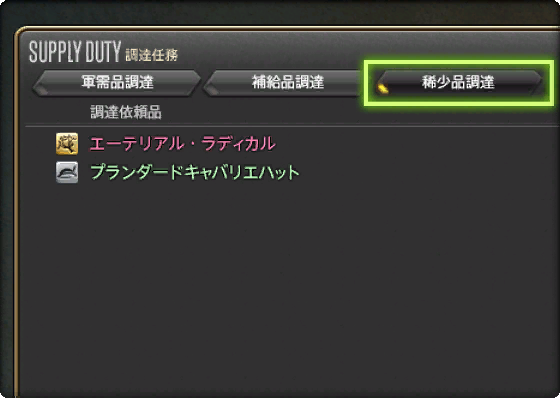 SUPPLY DUTY 調達任務
軍需品調達 補給品調達 稀少品調達
調達依頼品
エーテリアル・ラディカル
プランダードキャバリエハット